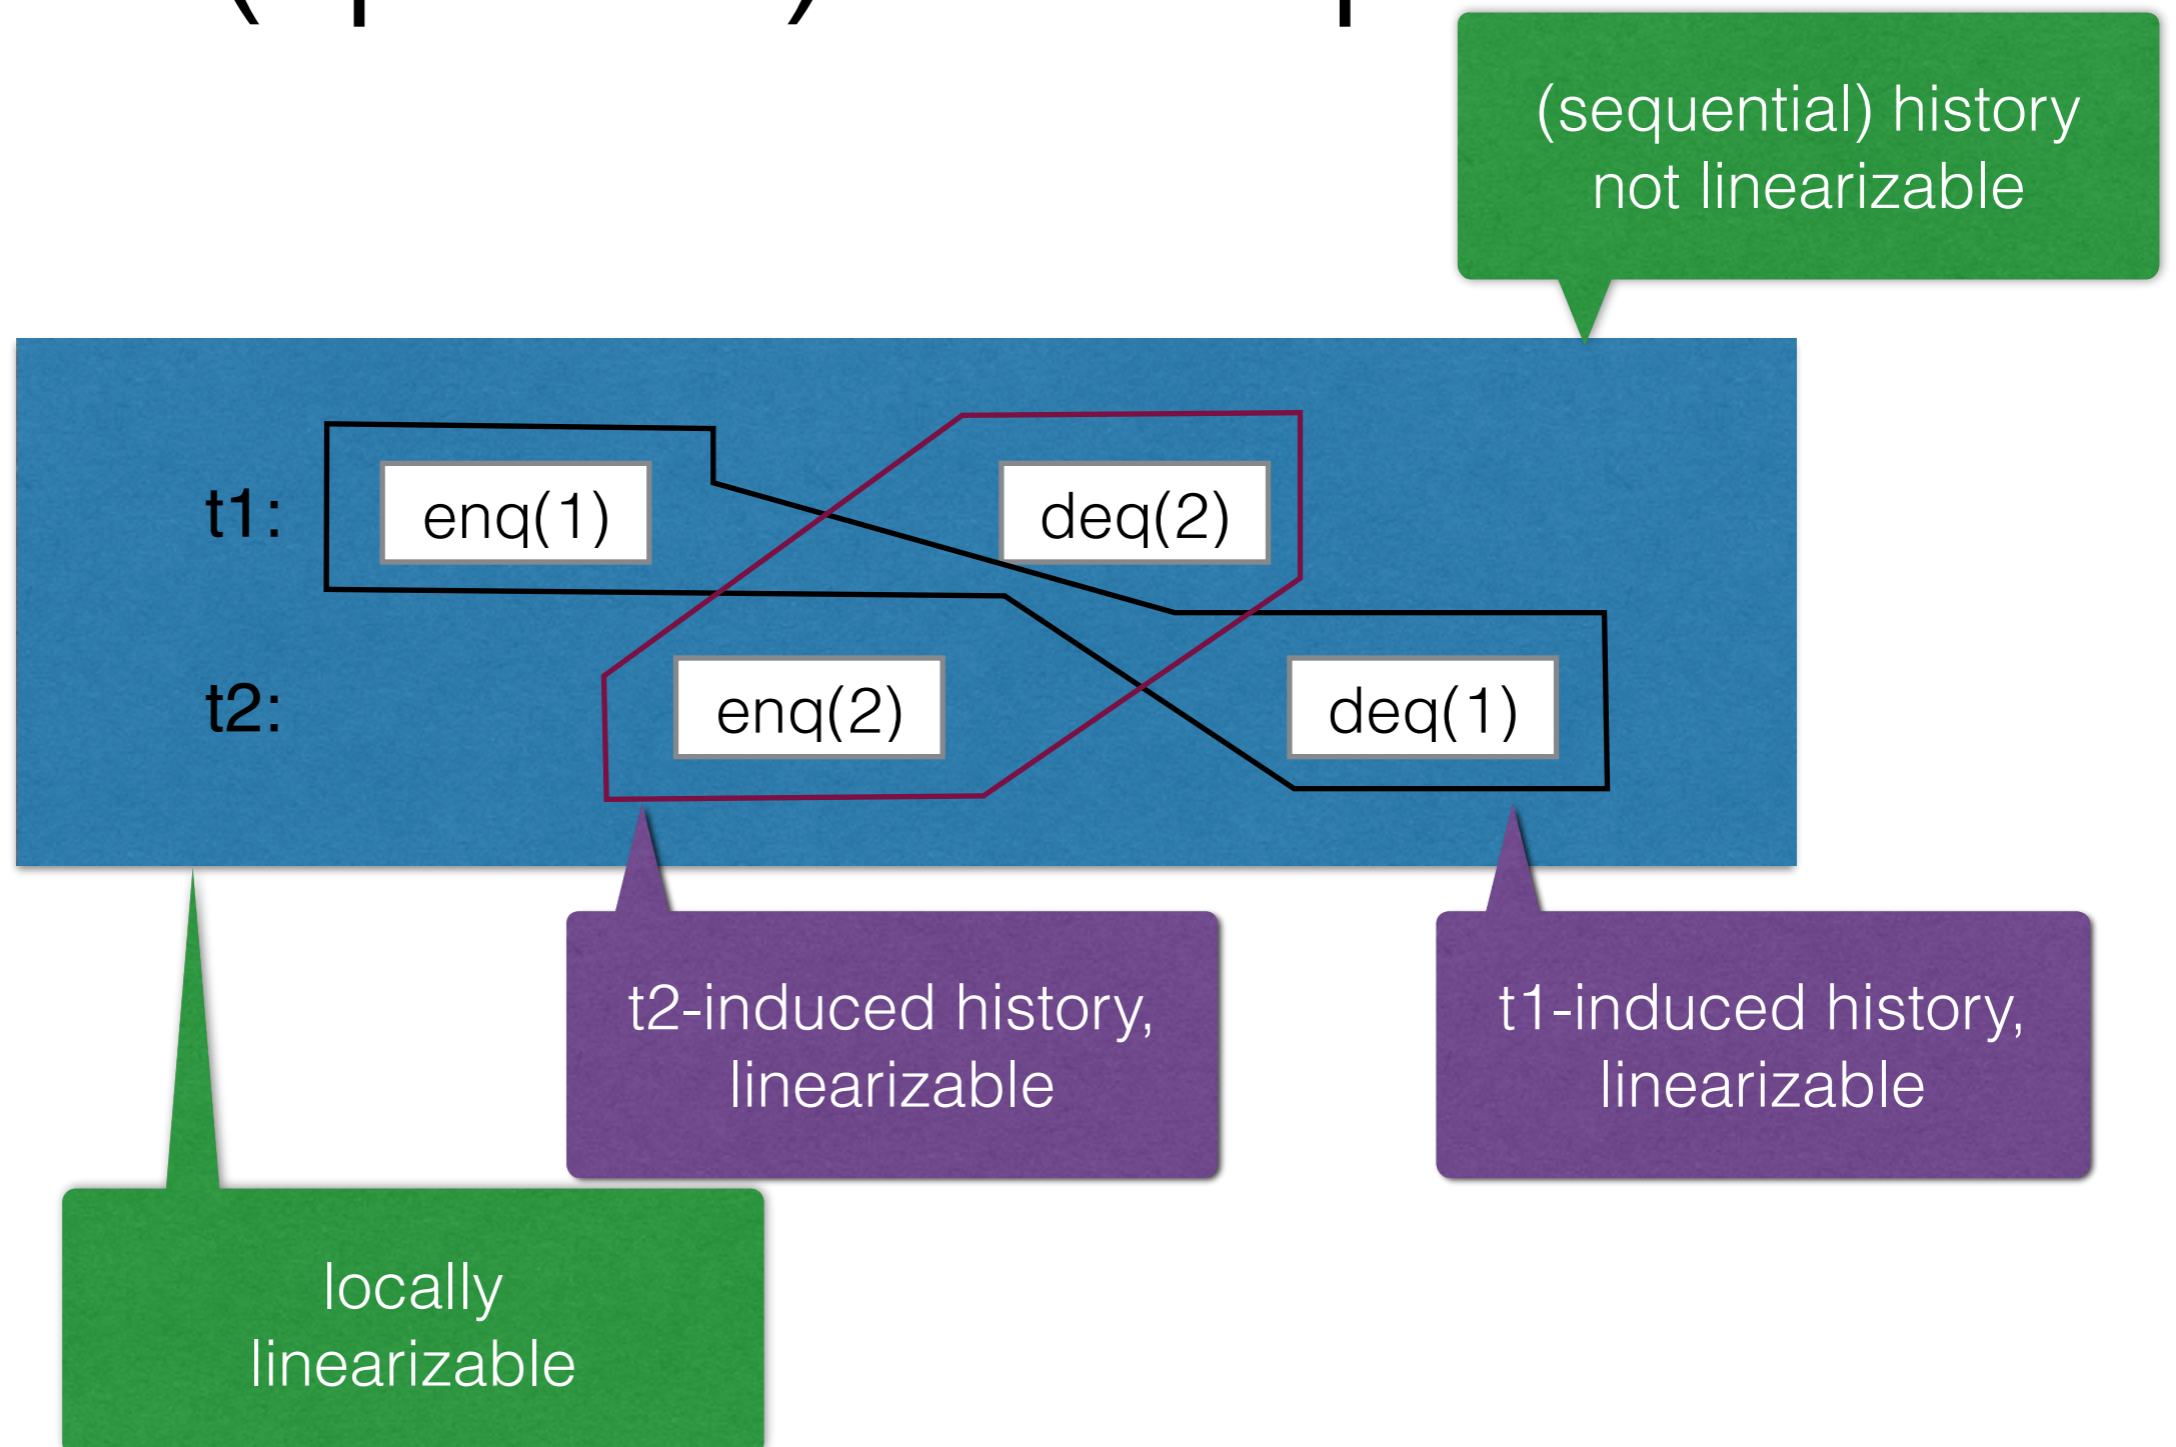 (sequential) history
not linearizable
t1:
enq(1)
deq(2)
t2:
enq(2)
deq(1)
t2-induced history,
linearizable
t1-induced history,
linearizable
locally
linearizable